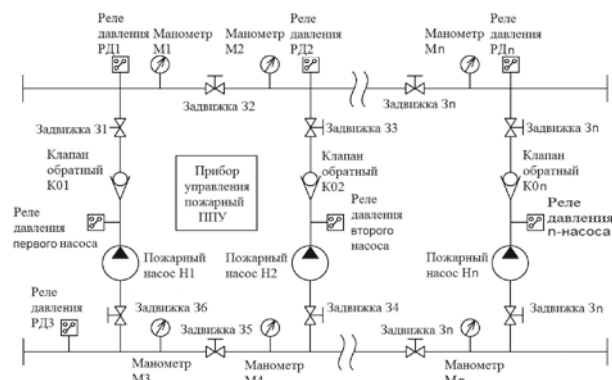 Реле
давления
РД1
Манометр
М1
Манометр
М2
Реле
давления
РД2
Манометр
Мn
Реле
давления
РДn
Задвижка З2
Задвижка Зn
Задвижка З1
Задвижка З3
Задвижка Зn
Клапан
обратный
К01
Прибор
управления
пожарный
ППУ
Клапан
обратный
К02
Клапан
обратный
К0n
Реле
давления
первого насоса
Реле
давления
второго
насоса
Реле
давления
n-насоса
Пожарный
насос Н1
Пожарный
насос Н2
Пожарный
насос Нn
Реле
давления
РД3
Задвижка З6
Задвижка З5
Задвижка З4
Задвижка Зn
Задвижка Зn
Манометр
М3
Манометр
М4
Манометр
Мn